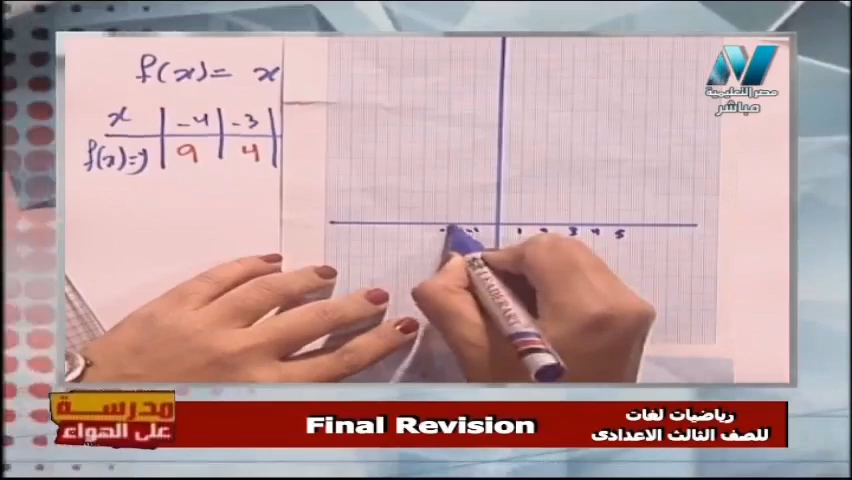 f(x)= x
x -4 -3
f(x)=y 9 4
1 2 3 4 5
مصر التعليمية
مباشر
مدرسة
على الهواء
Final Revision
رياضيات لغات
للصف الثالث الاعدادى